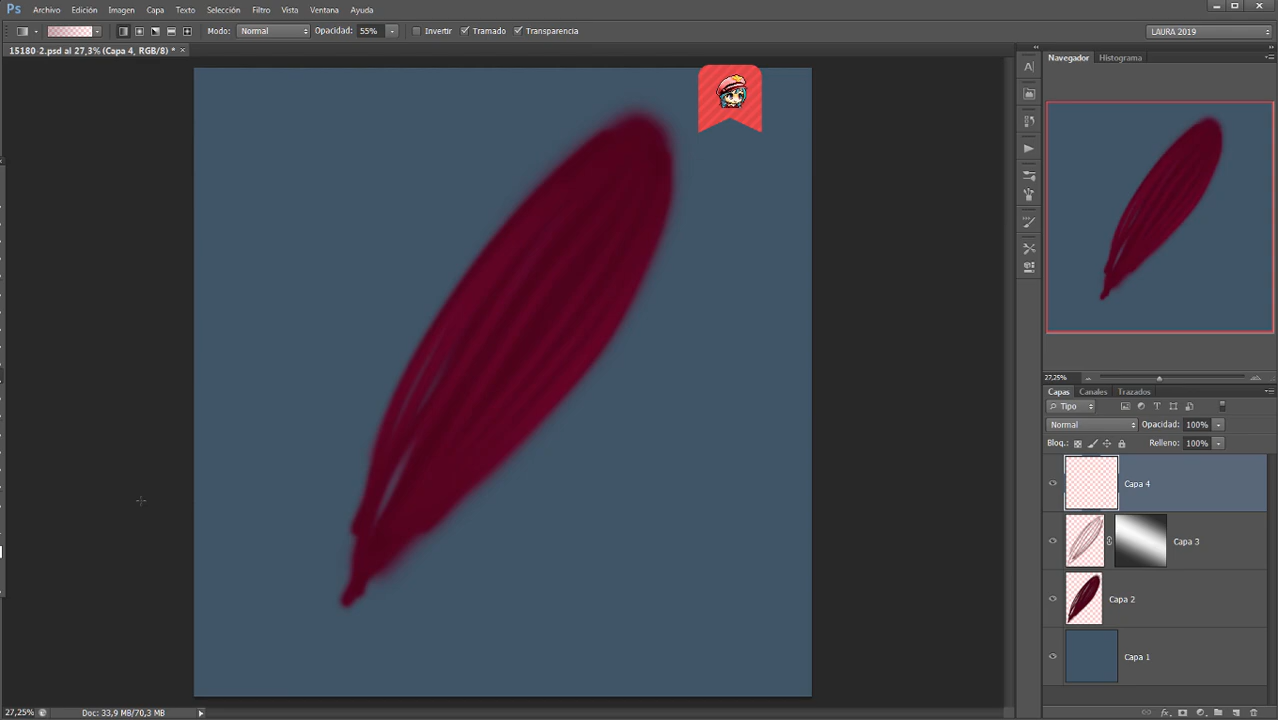 Ps Archivo Edición Imagen Capa Texto Selección Filtro Vista Ventana Ayuda
Modo: Normal Opacidad: 55% Invertir Tramado Transparencia LAURA 2019
15180-2.psd al 27,3% (Capa 4, RGB/8) * ×
Navegador Histograma
27,25%
Capas Canales Trazados
Tipo
Normal Opacidad: 100%
Bloq.: Relleno: 100%
Capa 4
Capa 3
Capa 2
Capa 1
27,25% Doc: 33,9 MB/70,3 MB